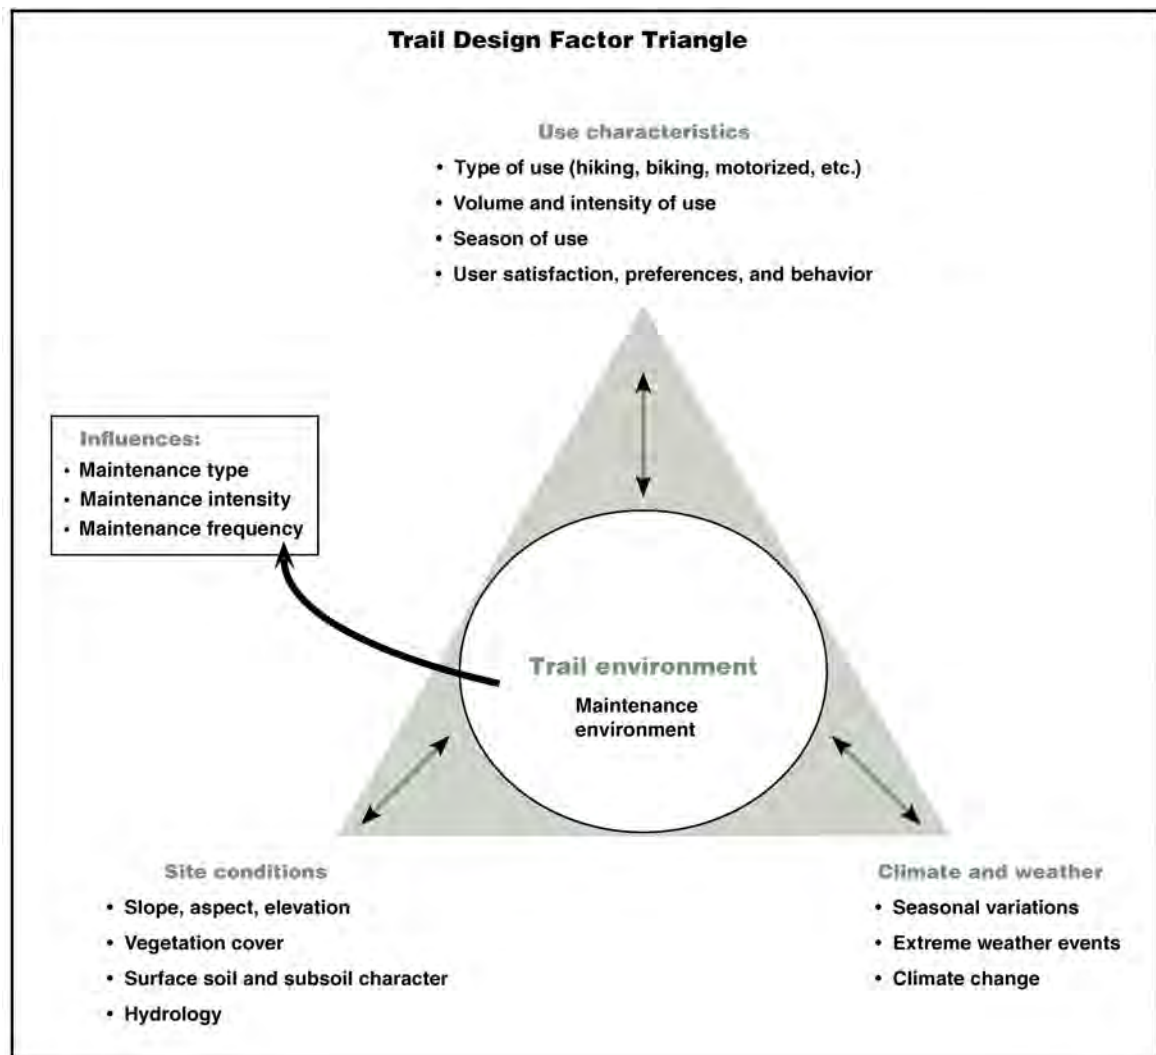 Trail Design Factor Triangle
Use characteristics
• Type of use (hiking, biking, motorized, etc.)
• Volume and intensity of use
• Season of use
• User satisfaction, preferences, and behavior
Influences:
• Maintenance type
• Maintenance intensity
• Maintenance frequency
Trail environment
Maintenance
environment
Site conditions
• Slope, aspect, elevation
• Vegetation cover
• Surface soil and subsoil character
• Hydrology
Climate and weather
• Seasonal variations
• Extreme weather events
• Climate change